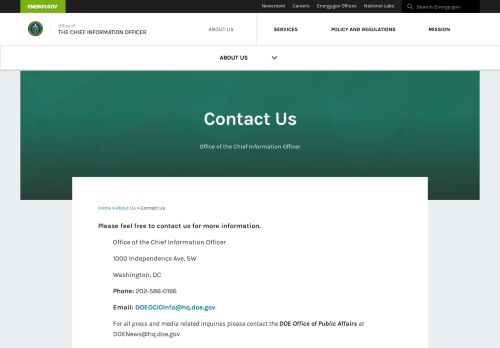 ENERGY.GOV
Newsroom Careers Energy.gov Offices National Labs Search Energy.gov
Office of
THE CHIEF INFORMATION OFFICER
ABOUT US SERVICES POLICY AND REGULATIONS MISSION
ABOUT US
Contact Us
Office of the Chief Information Officer
Home » About Us » Contact Us
Please feel free to contact us for more information.
Office of the Chief Information Officer
1000 Independence Ave, SW
Washington, DC
Phone: 202-586-0166
Email: DOEOCIOInfo@hq.doe.gov
For all press and media related inquiries please contact the DOE Office of Public Affairs at
DOENews@hq.doe.gov